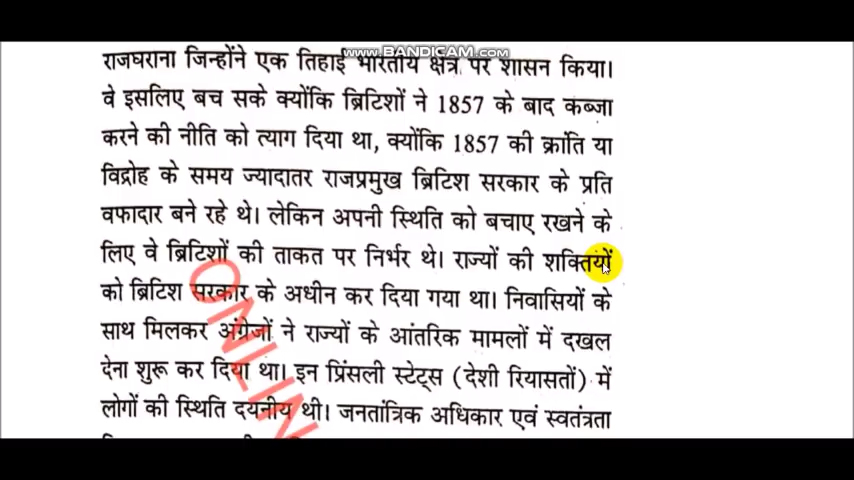 www.BANDICAM.com
राजघराना जिन्होंने एक तिहाई भारतीय क्षेत्र पर शासन किया।
वे इसलिए बच सके क्योंकि ब्रिटिशों ने 1857 के बाद कब्जा
करने की नीति को त्याग दिया था, क्योंकि 1857 की क्रांति या
विद्रोह के समय ज्यादातर राजप्रमुख ब्रिटिश सरकार के प्रति
वफादार बने रहे थे। लेकिन अपनी स्थिति को बचाए रखने के
लिए वे ब्रिटिशों की ताकत पर निर्भर थे। राज्यों की शक्तियों
को ब्रिटिश सरकार के अधीन कर दिया गया था। निवासियों के
साथ मिलकर अंग्रेजों ने राज्यों के आंतरिक मामलों में दखल
देना शुरू कर दिया था। इन प्रिंसली स्टेट्स (देशी रियासतों) में
लोगों की स्थिति दयनीय थी। जनतांत्रिक अधिकार एवं स्वतंत्रता
ONLIN